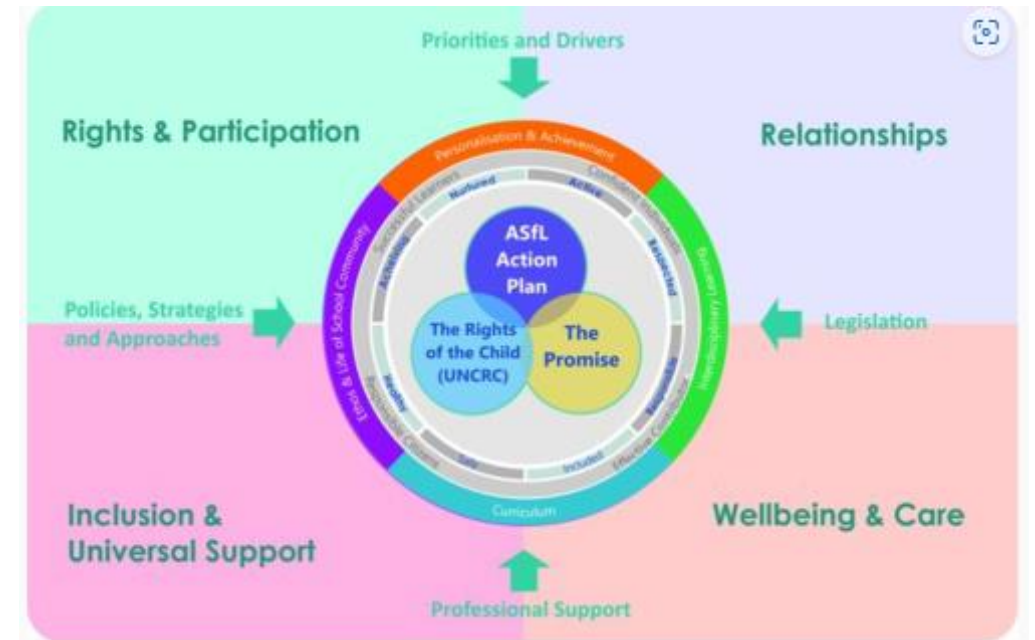 Priorities and Drivers
Rights & Participation
Relationships
Personalisation & Achievement
Successful Learners
Confident Individuals
Nurtured
Active
Achieving
Respected
ASfL
Action
Plan
Ethos & Life of School Community
Interdisciplinary Learning
Policies, Strategies
and Approaches
Legislation
The Rights
of the Child
(UNCRC)
The
Promise
Healthy
Responsible
Responsible Citizens
Effective Contributor
Safe
Included
Curriculum
Inclusion &
Universal Support
Wellbeing & Care
Professional Support